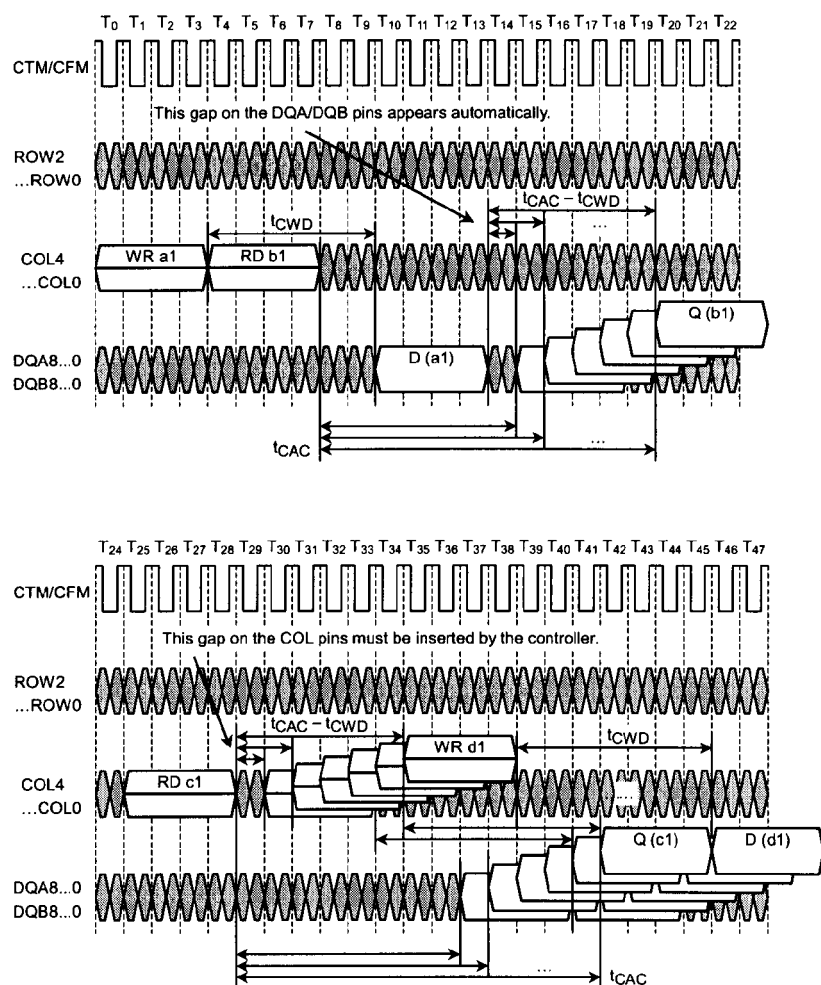 T0 T1 T2 T3 T4 T5 T6 T7 T8 T9 T10 T11 T12 T13 T14 T15 T16 T17 T18 T19 T20 T21 T22
CTM/CFM
This gap on the DQA/DQB pins appears automatically.
ROW2
...ROW0
tCAC – tCWD
tCWD
...
COL4
...COL0
WR a1
RD b1
Q (b1)
DQA8...0
DQB8...0
D (a1)
...
tCAC
T24 T25 T26 T27 T28 T29 T30 T31 T32 T33 T34 T35 T36 T37 T38 T39 T40 T41 T42 T43 T44 T45 T46 T47
CTM/CFM
This gap on the COL pins must be inserted by the controller.
ROW2
...ROW0
tCAC – tCWD
WR d1
tCWD
COL4
...COL0
RD c1
....
Q (c1)
D (d1)
DQA8...0
DQB8...0
...
tCAC